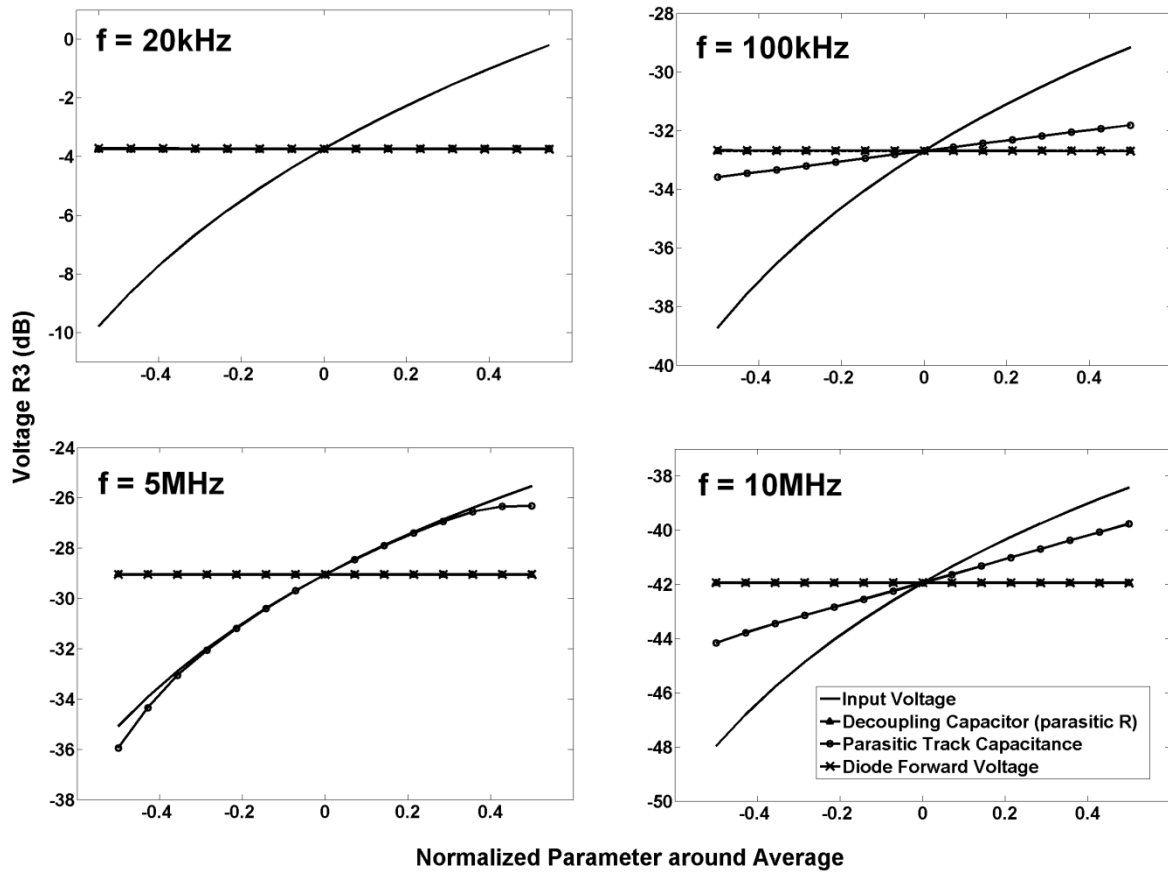 f = 20kHz
0
-2
-4
-6
-8
-10
-0.4 -0.2 0 0.2 0.4
f = 100kHz
-28
-30
-32
-34
-36
-38
-40
-0.4 -0.2 0 0.2 0.4
Voltage R3 (dB)
f = 5MHz
-24
-26
-28
-30
-32
-34
-36
-38
-0.4 -0.2 0 0.2 0.4
f = 10MHz
-38
-40
-42
-44
-46
-48
-50
-0.4 -0.2 0 0.2 0.4
Input Voltage
Decoupling Capacitor (parasitic R)
Parasitic Track Capacitance
Diode Forward Voltage
Normalized Parameter around Average